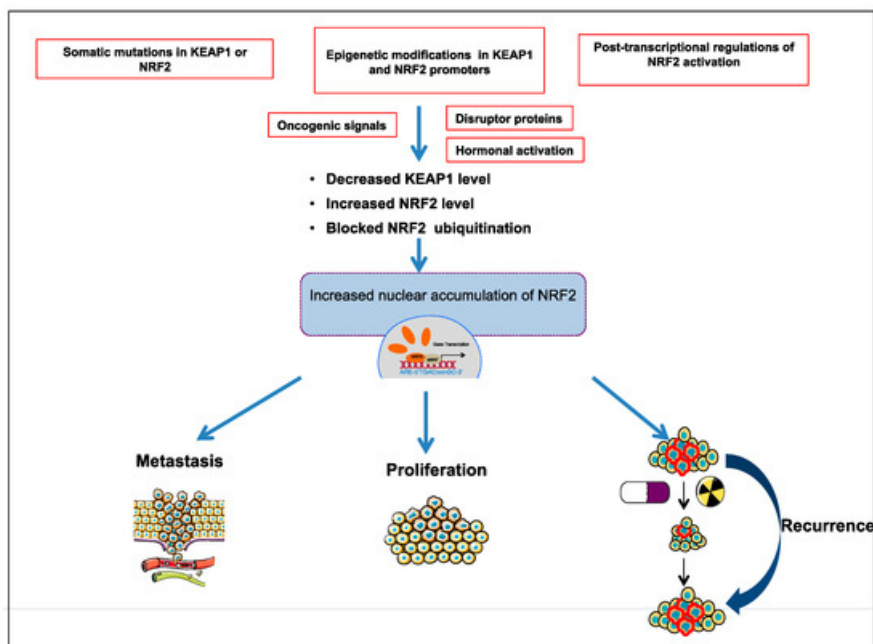 Somatic mutations in KEAP1 or
NRF2
Epigenetic modifications in KEAP1
and NRF2 promoters
Post-transcriptional regulations of
NRF2 activation
Oncogenic signals
Disruptor proteins
Hormonal activation
• Decreased KEAP1 level
• Increased NRF2 level
• Blocked NRF2 ubiquitination
Increased nuclear accumulation of NRF2
Gene Transcription
Metastasis
Proliferation
Recurrence